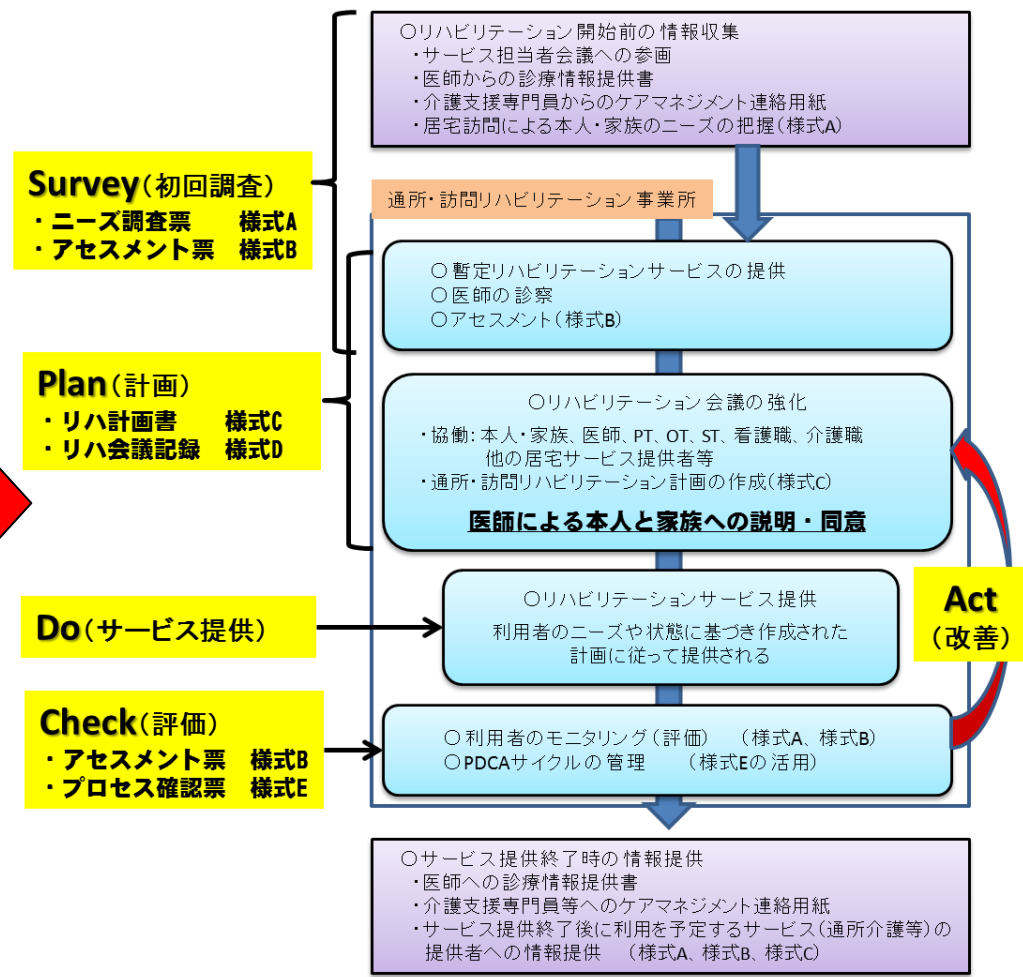 ○リハビリテーション開始前の情報収集
・サービス担当者会議への参画
・医師からの診療情報提供書
・介護支援専門員からのケアマネジメント連絡用紙
・居宅訪問による本人・家族のニーズの把握(様式A)
Survey(初回調査)
・ニーズ調査票　様式A
・アセスメント票　様式B
通所・訪問リハビリテーション事業所
○暫定リハビリテーションサービスの提供
○医師の診察
○アセスメント(様式B)
Plan(計画)
・リハ計画書　様式C
・リハ会議記録　様式D
○リハビリテーション会議の強化
・協働：本人・家族、医師、PT、OT、ST、看護職、介護職
他の居宅サービス提供者等
・通所・訪問リハビリテーション計画の作成(様式C)
医師による本人と家族への説明・同意
Do(サービス提供)
○リハビリテーションサービス提供
利用者のニーズや状態に基づき作成された
計画に従って提供される
Act
(改善)
Check(評価)
・アセスメント票　様式B
・プロセス確認票　様式E
○利用者のモニタリング(評価)　(様式A、様式B)
○PDCAサイクルの管理　(様式Eの活用)
○サービス提供終了時の情報提供
・医師への診療情報提供書
・介護支援専門員等へのケアマネジメント連絡用紙
・サービス提供終了後に利用を予定するサービス(通所介護等)の
提供者への情報提供　(様式A、様式B、様式C)